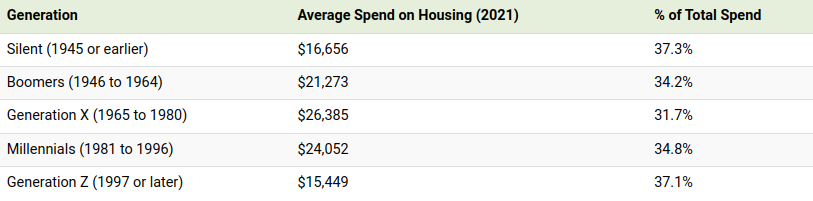 Generation Average Spend on Housing (2021) % of Total Spend
Silent (1945 or earlier) $16,656 37.3%
Boomers (1946 to 1964) $21,273 34.2%
Generation X (1965 to 1980) $26,385 31.7%
Millennials (1981 to 1996) $24,052 34.8%
Generation Z (1997 or later) $15,449 37.1%